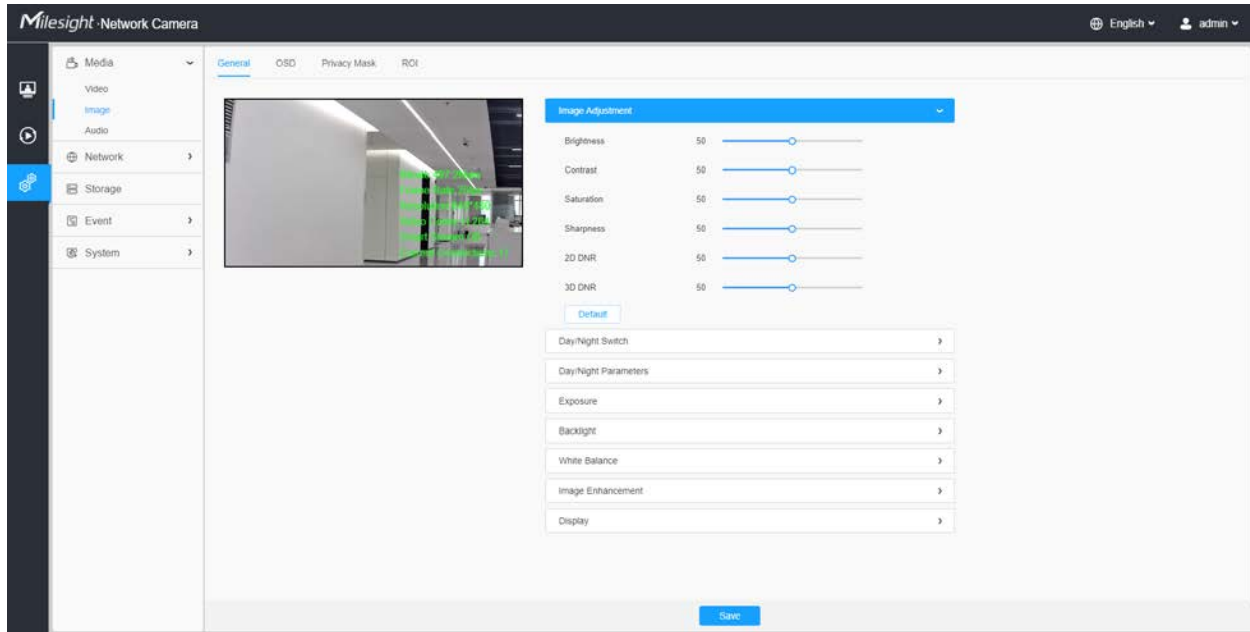 Milesight·Network Camera
English
admin
Media
Video
Image
Audio
Network
Storage
Event
System
General OSD Privacy Mask ROI
Image Adjustment
Brightness 50
Contrast 50
Saturation 50
Sharpness 50
2D DNR 50
3D DNR 50
Default
Day/Night Switch
Day/Night Parameters
Exposure
Backlight
White Balance
Image Enhancement
Display
Save